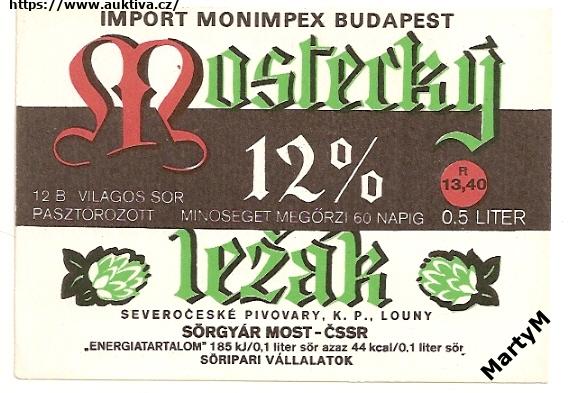 https://www.auktiva.cz/
IMPORT MONIMPEX BUDAPEST
Mostecký
12%
R
13,40
12 B VILAGOS SOR
PASZTOROZOTT MINOSEGET MEGŐRZI 60 NAPIG 0.5 LITER
ležák
SEVEROČESKÉ PIVOVARY, K. P., LOUNY
SÖRGYÁR MOST-ČSSR
„ENERGIATARTALOM" 185 kJ/0,1 liter sör azaz 44 kcal/0,1 liter sör
SÖRIPARI VÁLLALATOK
MartyM